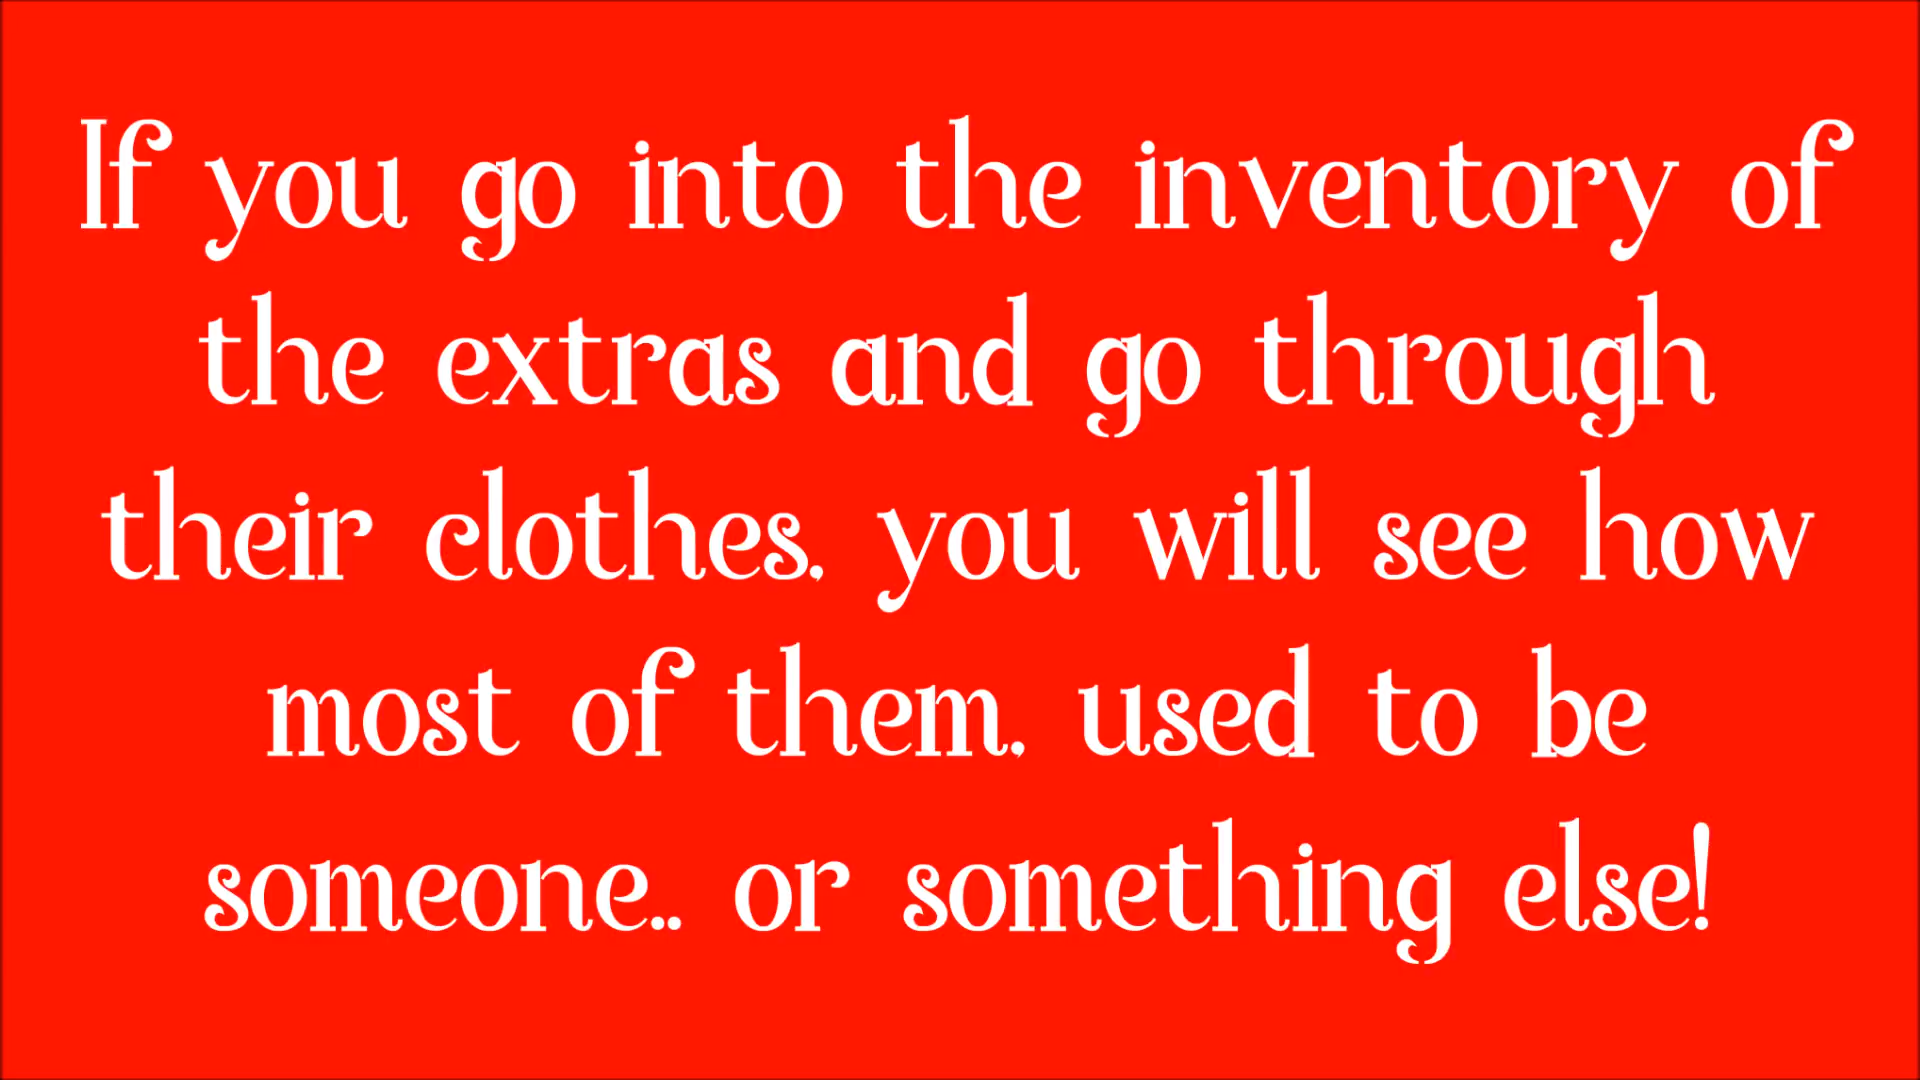 If you go into the inventory of
the extras and go through
their clothes, you will see how
most of them, used to be
someone.. or something else!